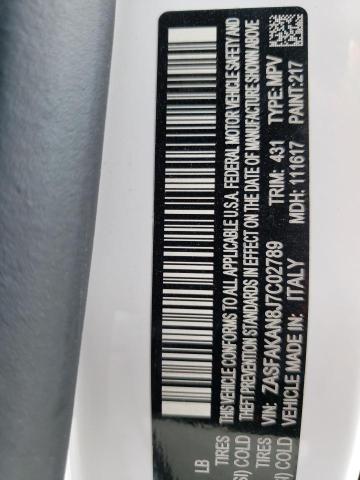 LB
TIRES
SI) COLD
TIRES
SI) COLD
THIS VEHICLE CONFORMS TO ALL APPLICABLE U.S.A. FEDERAL MOTOR VEHICLE SAFETY AND
THEFT PREVENTION STANDARDS IN EFFECT ON THE DATE OF MANUFACTURE SHOWN ABOVE
VIN: ZASFAKAN8J7C02789 TRIM: 431 TYPE: MPV
VEHICLE MADE IN: ITALY MDH: 111617 PAINT: 217